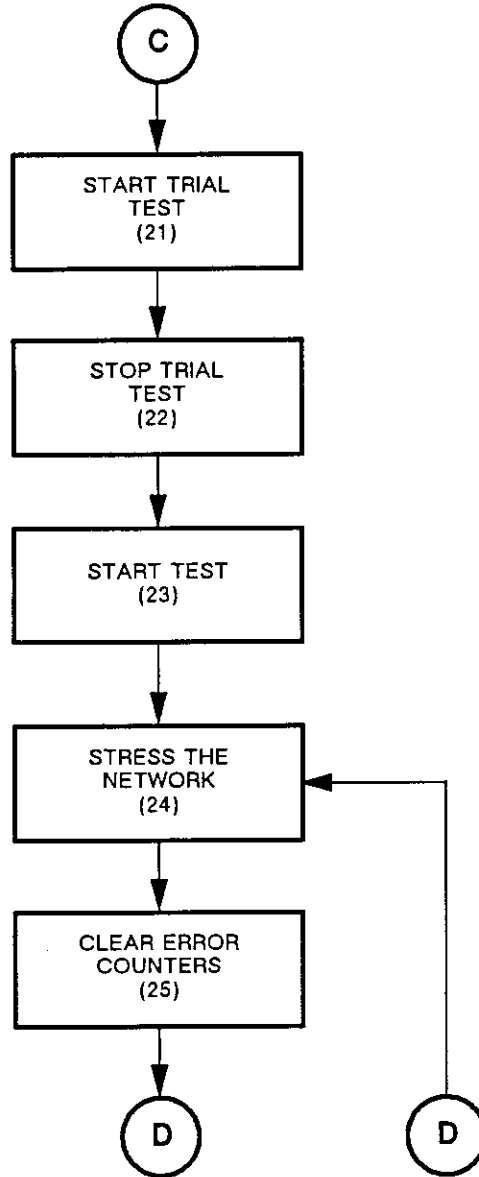 C
START TRIAL
TEST
(21)
STOP TRIAL
TEST
(22)
START TEST
(23)
STRESS THE
NETWORK
(24)
CLEAR ERROR
COUNTERS
(25)
D
D